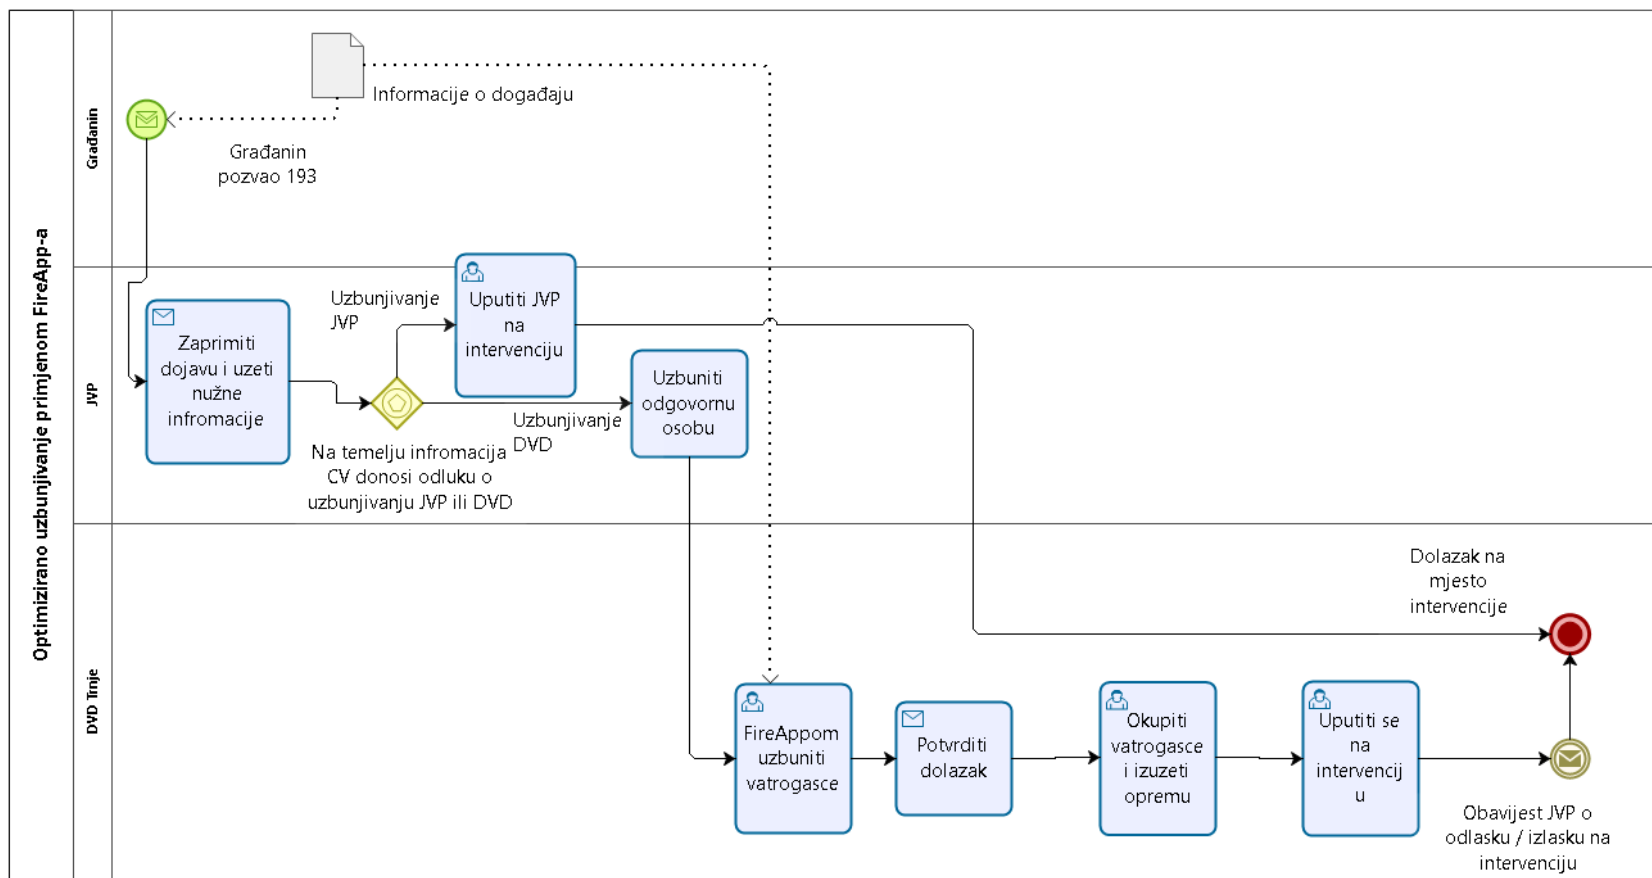 Optimizirano uzbunjivanje primjenom FireApp-a
Građanin
Informacije o događaju
Građanin
pozvao 193
JVP
Zaprimiti
dojavu i uzeti
nužne
infromacije
Uzbunjivanje
JVP
Uputiti JVP
na
intervenciju
Na temelju infromacija
CV donosi odluku o
uzbunjivanju JVP ili DVD
Uzbunjivanje
DVD
Uzbuniti
odgovornu
osobu
DVD Trnje
FireAppom
uzbuniti
vatrogasce
Potvrditi
dolazak
Okupiti
vatrogasce
i izuzeti
opremu
Uputiti se
na
intervencij
u
Dolazak na
mjesto
intervencije
Obavijest JVP o
odlasku / izlasku na
intervenciju